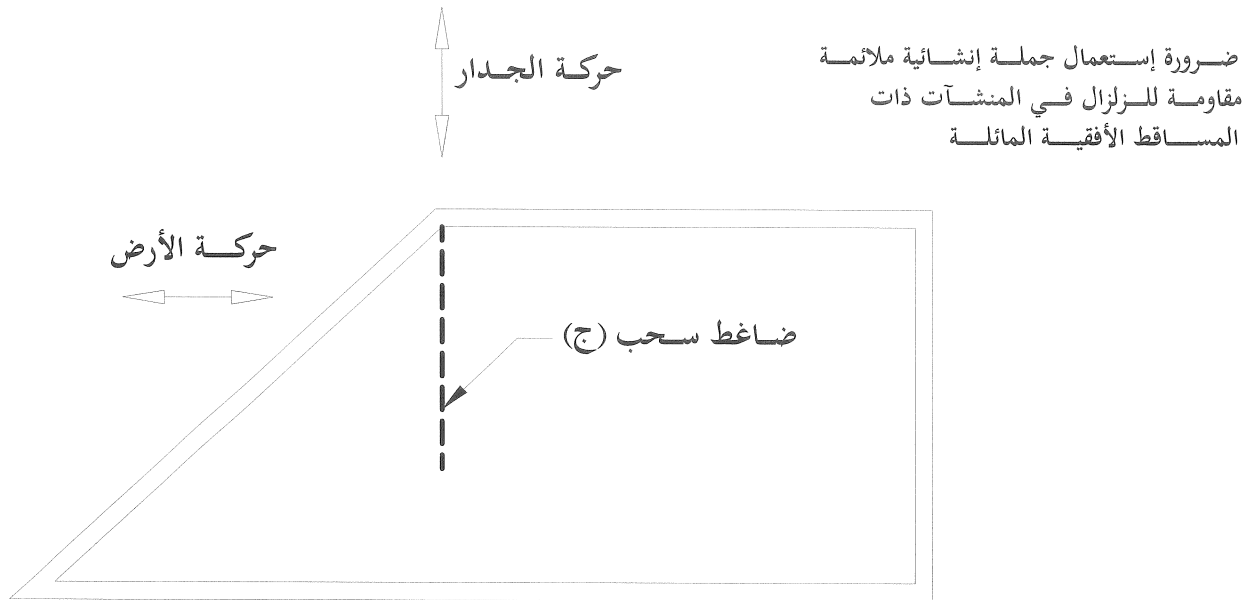 ضرورة إستعمال جملة إنشائية ملائمة
مقاومة للزلزال في المنشآت ذات
المساقط الأفقية المائلة
حركة الجدار
حركة الأرض
ضاغط سحب (ج)